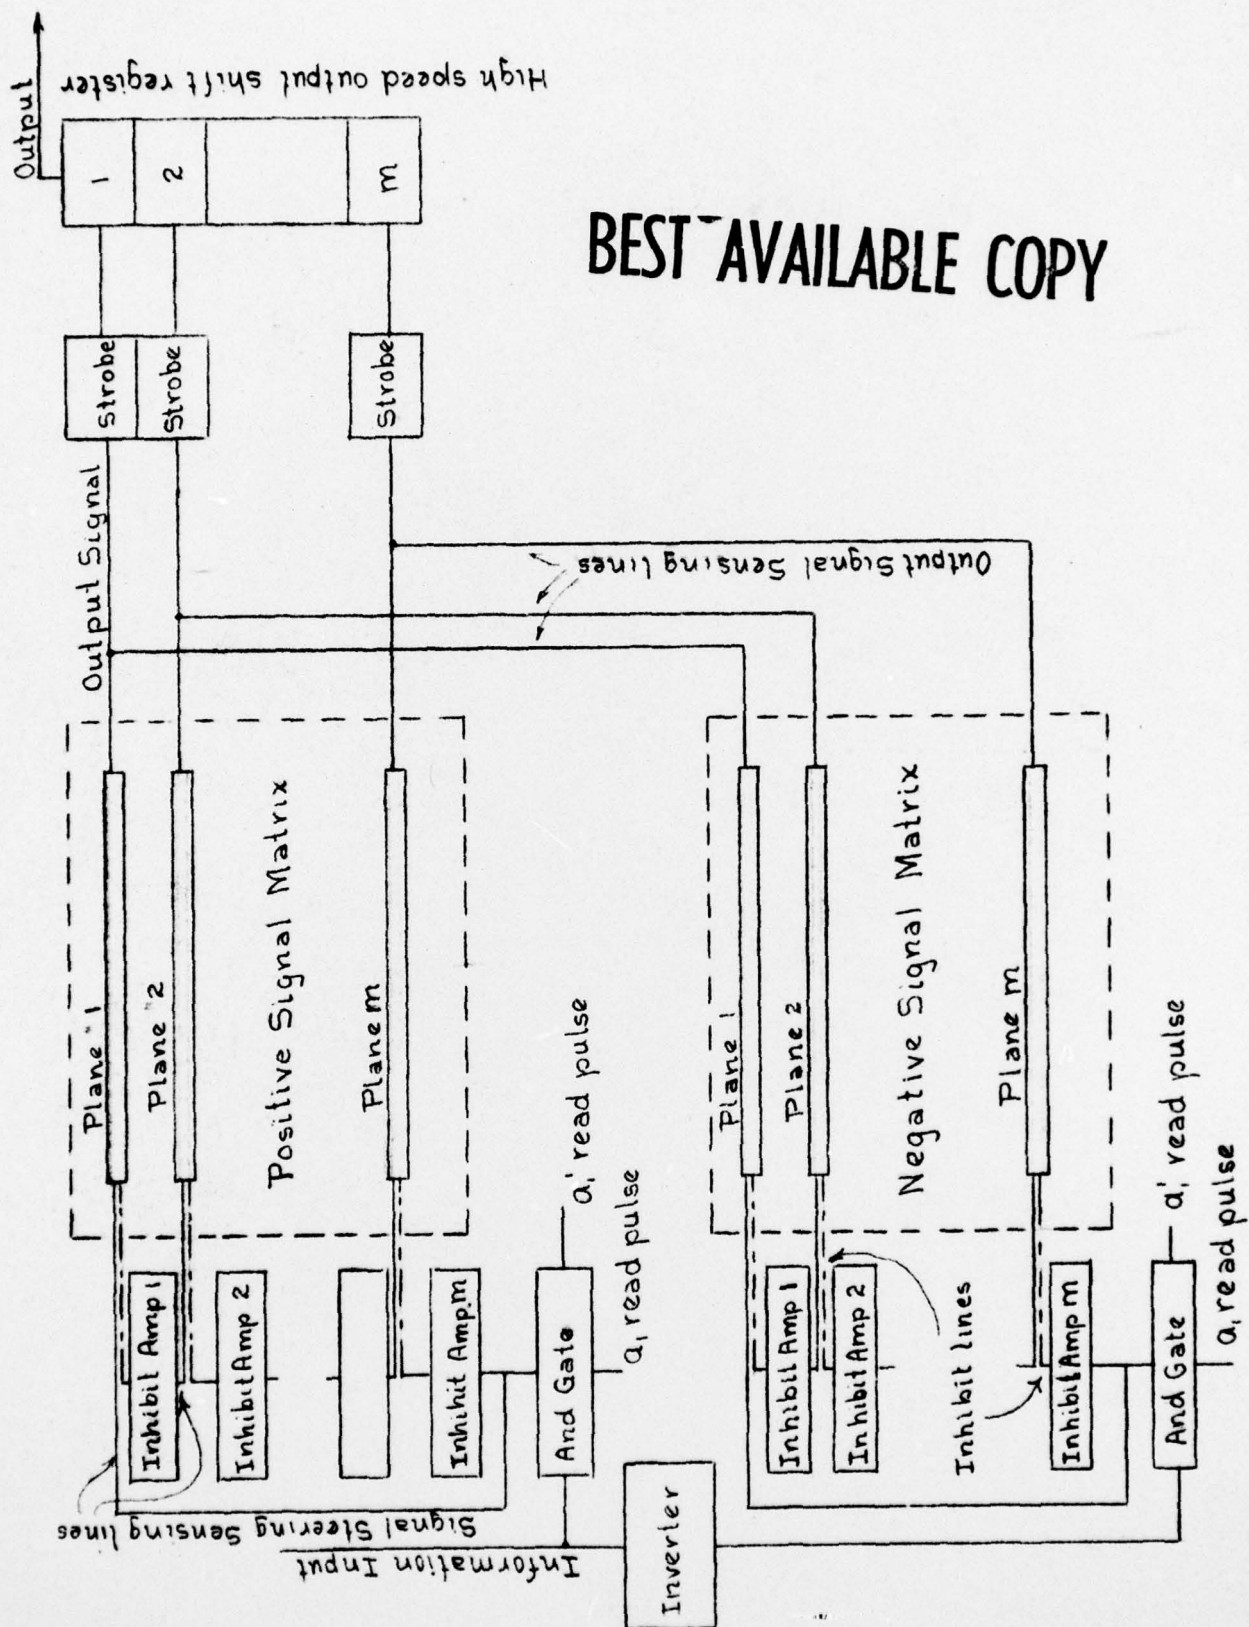 Output
High speed output shift register
1
2
m
BEST AVAILABLE COPY
Strobe
Strobe
Strobe
Output Signal
Output Signal Sensing lines
Plane 1
Plane 2
Positive Signal Matrix
Plane m
Plane 1
Plane 2
Negative Signal Matrix
Plane m
Inhibit Amp 1
Inhibit Amp 2
Inhibit Amp m
And Gate
a,' read pulse
a, read pulse
Inhibit Amp 1
Inhibit Amp 2
Inhibit lines
Inhibit Amp m
And Gate
a,' read pulse
a, read pulse
Signal Steering Sensing lines
Information Input
Inverter